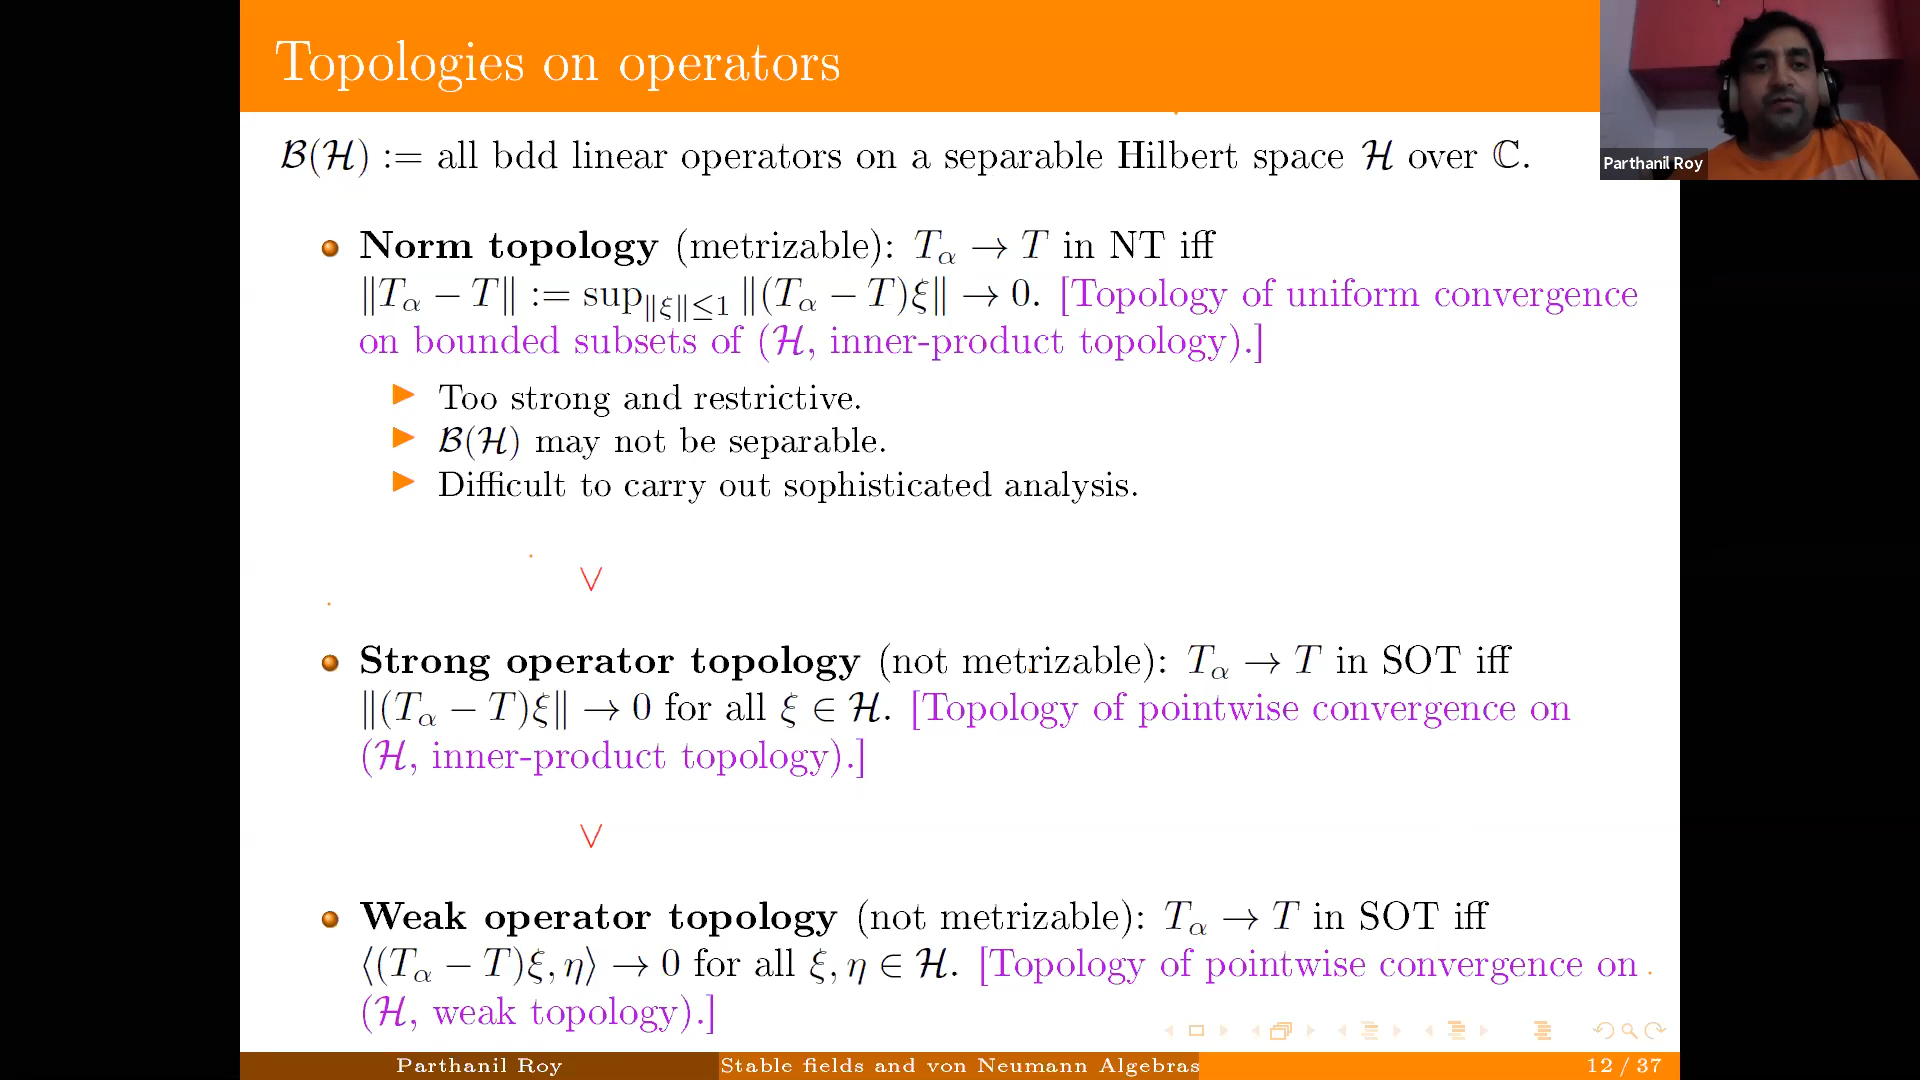 Topologies on operators
Parthanil Roy
ℬ(ℋ) := all bdd linear operators on a separable Hilbert space ℋ over ℂ.
Norm topology (metrizable): T_α → T in NT iff
‖T_α − T‖ := sup_{‖ξ‖≤1} ‖(T_α − T)ξ‖ → 0. [Topology of uniform convergence
on bounded subsets of (ℋ, inner-product topology).]
Too strong and restrictive.
ℬ(ℋ) may not be separable.
Difficult to carry out sophisticated analysis.
∨
Strong operator topology (not metrizable): T_α → T in SOT iff
‖(T_α − T)ξ‖ → 0 for all ξ ∈ ℋ. [Topology of pointwise convergence on
(ℋ, inner-product topology).]
∨
Weak operator topology (not metrizable): T_α → T in SOT iff
⟨(T_α − T)ξ, η⟩ → 0 for all ξ, η ∈ ℋ. [Topology of pointwise convergence on
(ℋ, weak topology).]
Parthanil Roy
Stable fields and von Neumann Algebras
12 / 37